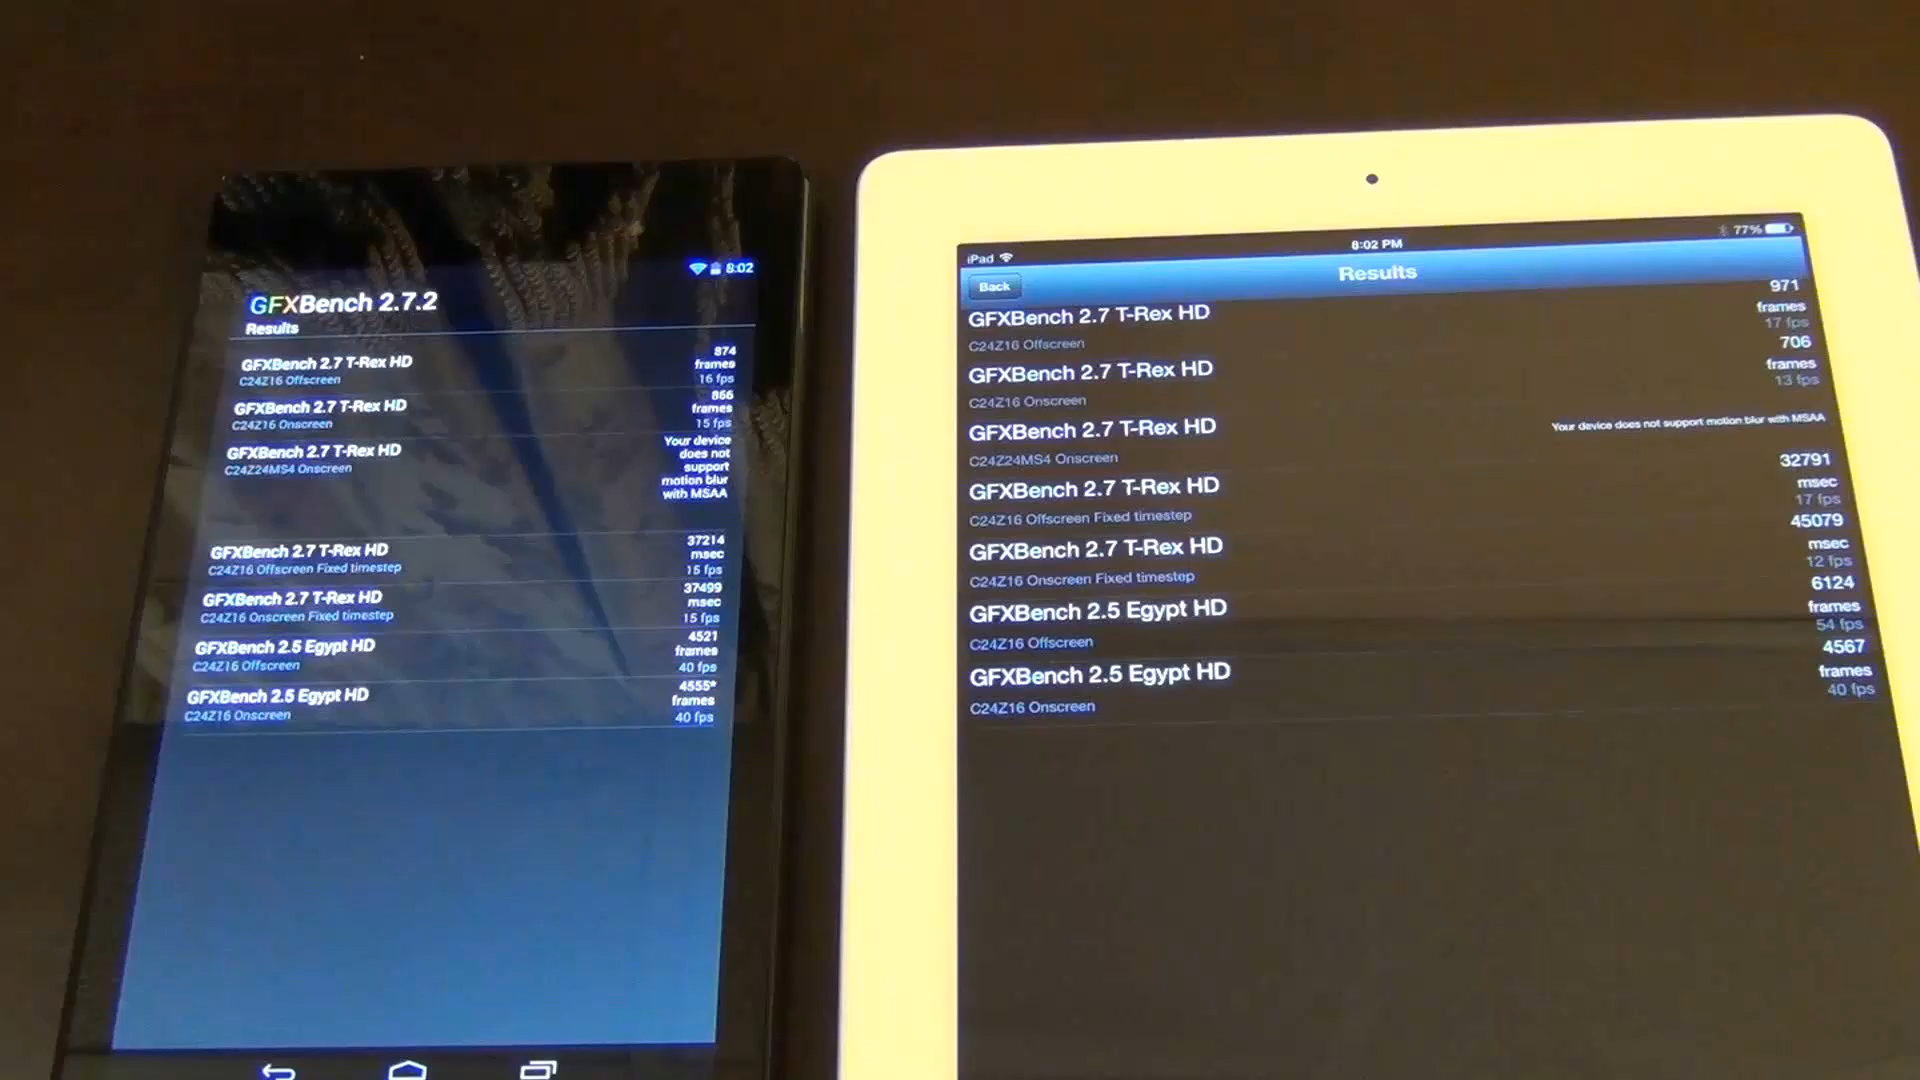 8:02
GFXBench 2.7.2
Results
GFXBench 2.7 T-Rex HD
C24Z16 Offscreen
874
frames
16 fps
GFXBench 2.7 T-Rex HD
C24Z16 Onscreen
866
frames
15 fps
GFXBench 2.7 T-Rex HD
C24Z24MS4 Onscreen
Your device
does not
support
motion blur
with MSAA
GFXBench 2.7 T-Rex HD
C24Z16 Offscreen Fixed timestep
37214
msec
15 fps
GFXBench 2.7 T-Rex HD
C24Z16 Onscreen Fixed timestep
37499
msec
15 fps
GFXBench 2.5 Egypt HD
C24Z16 Offscreen
4521
frames
40 fps
GFXBench 2.5 Egypt HD
C24Z16 Onscreen
4555*
frames
40 fps
iPad
8:02 PM
77%
Back
Results
GFXBench 2.7 T-Rex HD
C24Z16 Offscreen
971
frames
17 fps
GFXBench 2.7 T-Rex HD
C24Z16 Onscreen
706
frames
13 fps
GFXBench 2.7 T-Rex HD
C24Z24MS4 Onscreen
Your device does not support motion blur with MSAA
GFXBench 2.7 T-Rex HD
C24Z16 Offscreen Fixed timestep
32791
msec
17 fps
GFXBench 2.7 T-Rex HD
C24Z16 Onscreen Fixed timestep
45079
msec
12 fps
GFXBench 2.5 Egypt HD
C24Z16 Offscreen
6124
frames
54 fps
GFXBench 2.5 Egypt HD
C24Z16 Onscreen
4567
frames
40 fps